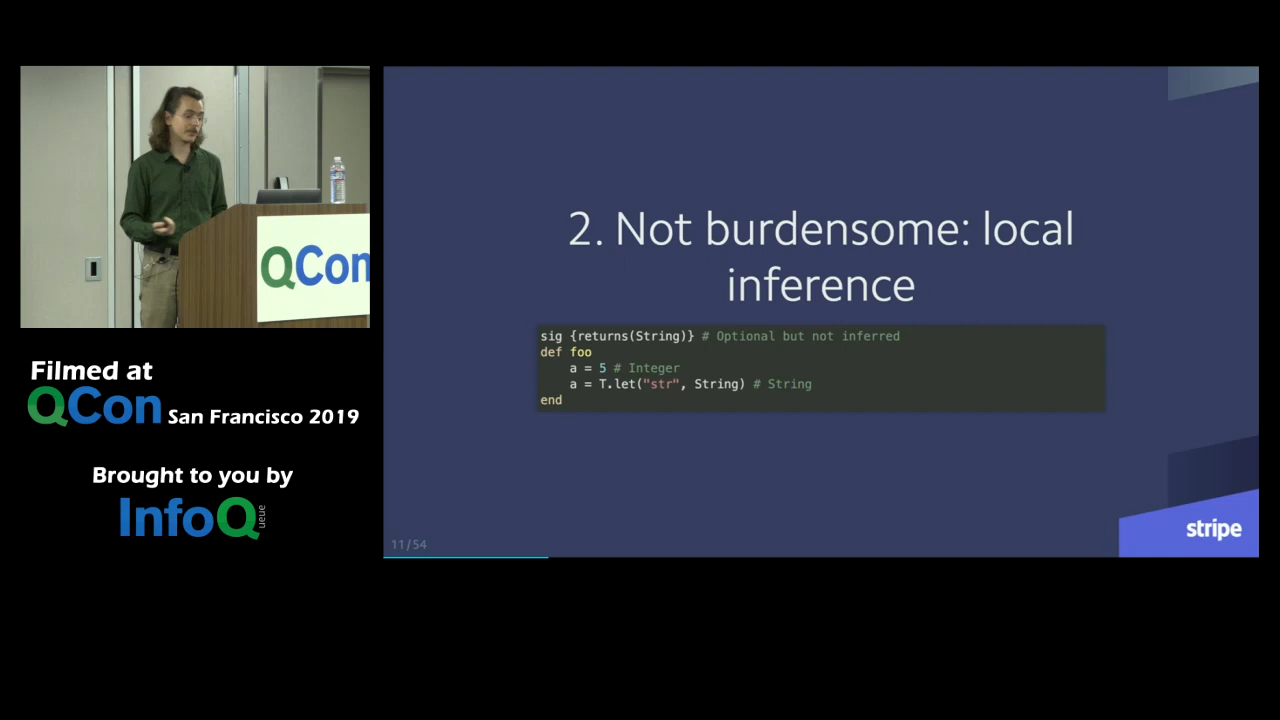 QCon
Filmed at
QCon San Francisco 2019
Brought to you by
InfoQ
ueue
2. Not burdensome: local
inference
sig {returns(String)} # Optional but not inferred
def foo
    a = 5 # Integer
    a = T.let("str", String) # String
end
11/54
stripe